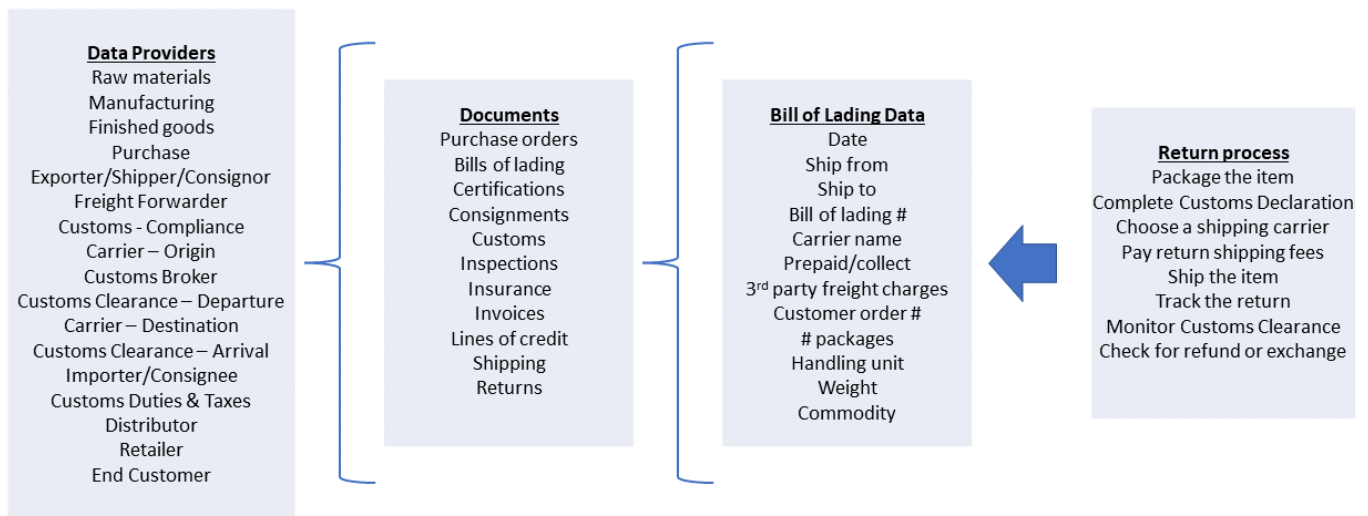 Data Providers
Raw materials
Manufacturing
Finished goods
Purchase
Exporter/Shipper/Consignor
Freight Forwarder
Customs - Compliance
Carrier – Origin
Customs Broker
Customs Clearance – Departure
Carrier – Destination
Customs Clearance – Arrival
Importer/Consignee
Customs Duties & Taxes
Distributor
Retailer
End Customer
Documents
Purchase orders
Bills of lading
Certifications
Consignments
Customs
Inspections
Insurance
Invoices
Lines of credit
Shipping
Returns
Bill of Lading Data
Date
Ship from
Ship to
Bill of lading #
Carrier name
Prepaid/collect
3rd party freight charges
Customer order #
# packages
Handling unit
Weight
Commodity
Return process
Package the item
Complete Customs Declaration
Choose a shipping carrier
Pay return shipping fees
Ship the item
Track the return
Monitor Customs Clearance
Check for refund or exchange